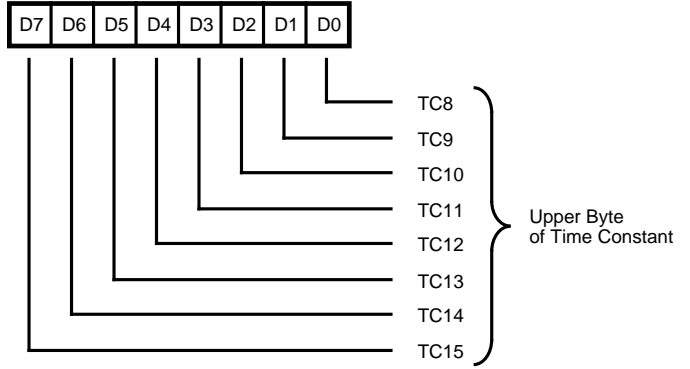 D7 D6 D5 D4 D3 D2 D1 D0
TC8
TC9
TC10
TC11
TC12
TC13
TC14
TC15
Upper Byte
of Time Constant